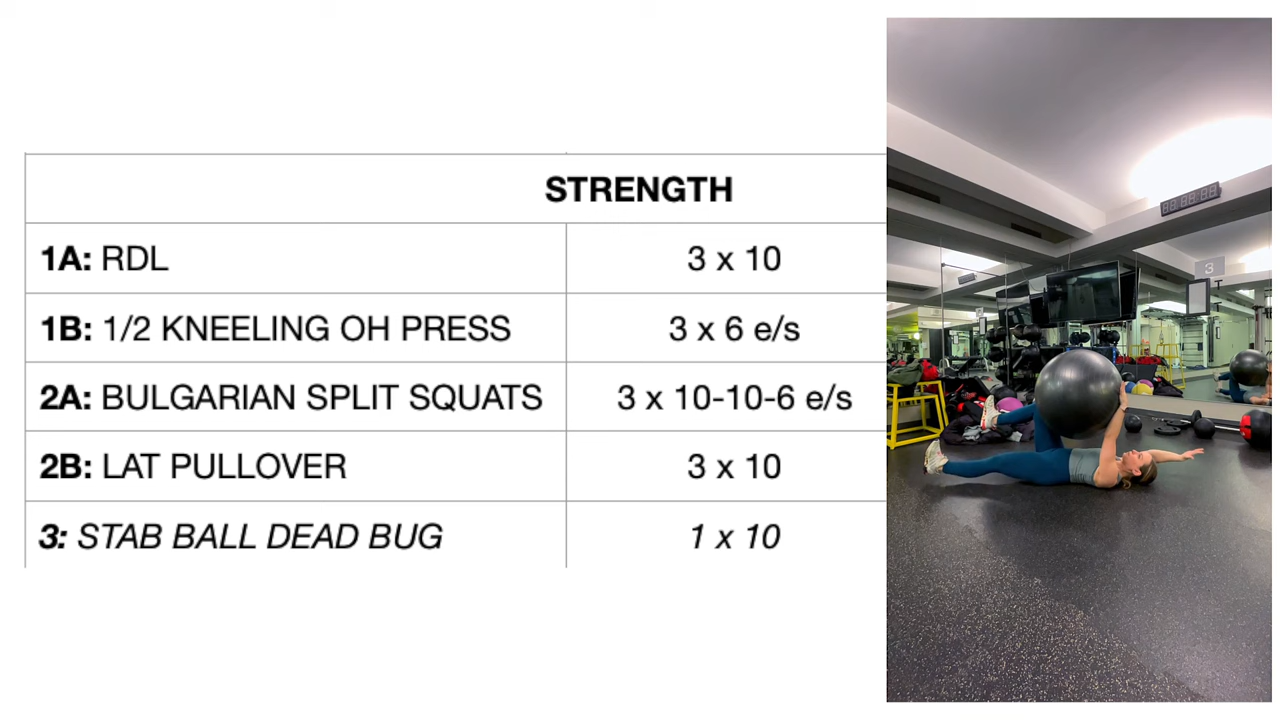 STRENGTH
1A: RDL 3 x 10
1B: 1/2 KNEELING OH PRESS 3 x 6 e/s
2A: BULGARIAN SPLIT SQUATS 3 x 10-10-6 e/s
2B: LAT PULLOVER 3 x 10
3: STAB BALL DEAD BUG 1 x 10
3